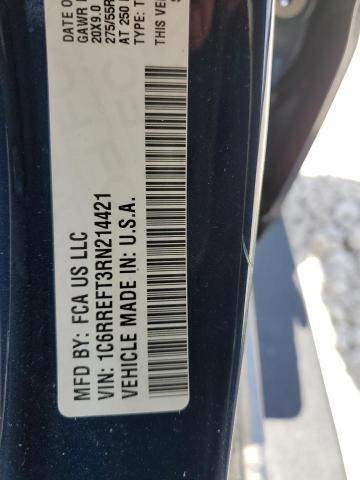 DATE O
GAWR
20X9.0
275/55R
AT 250
TYPE: T
THIS VE
MFD BY: FCA US LLC
VIN: 1C6RREFT3RN214421
VEHICLE MADE IN: U.S.A.